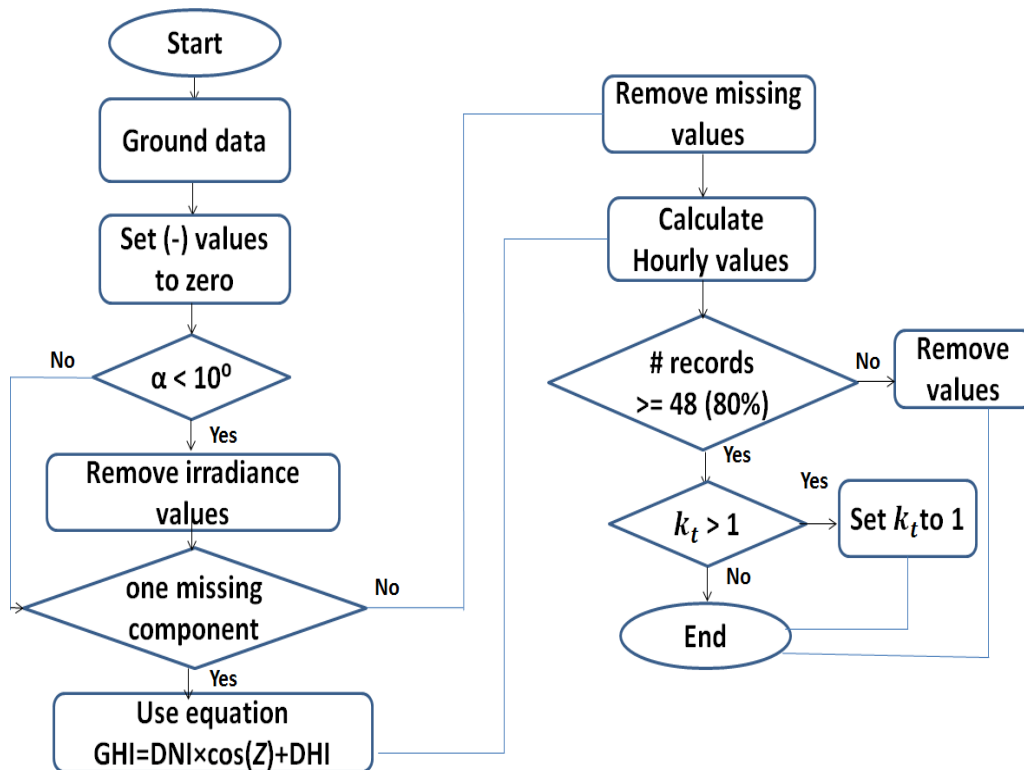 Start
Ground data
Set (-) values
to zero
No
α < 10⁰
Yes
Remove irradiance
values
one missing
component
No
Yes
Use equation
GHI=DNI×cos(Z)+DHI
Remove missing
values
Calculate
Hourly values
# records
>= 48 (80%)
No
Remove
values
Yes
kₜ > 1
Yes
Set kₜ to 1
No
End